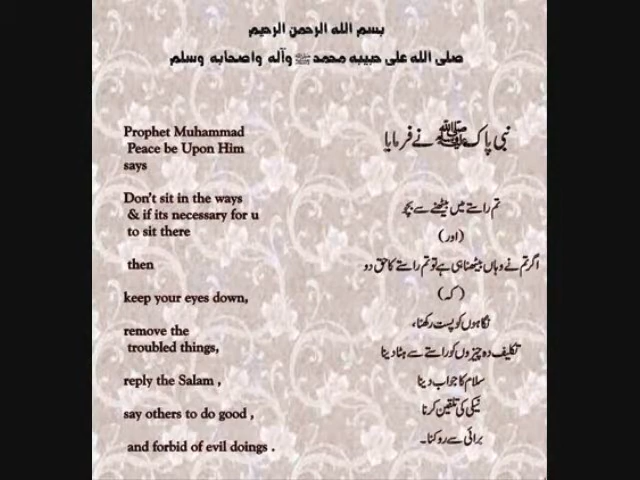 بسم الله الرحمن الرحيم
صلى الله على حبيبه محمد ﷺ وآله واصحابه وسلم
Prophet Muhammad
Peace be Upon Him
says
Don't sit in the ways
& if its necessary for u
to sit there
then
keep your eyes down,
remove the
troubled things,
reply the Salam ,
say others to do good ,
and forbid of evil doings .
نبی پاک ﷺ نے فرمایا
تم راستے میں بیٹھنے سے بچو
(اور)
اگر تم نے وہاں بیٹھنا ہی ہے تو تم راستے کا حق دو
(کہ)
نگاہوں کو پست رکھنا،
تکلیف دہ چیزوں کو راستے سے ہٹا دینا
سلام کا جواب دینا
نیکی کی تلقین کرنا
برائی سے روکنا۔